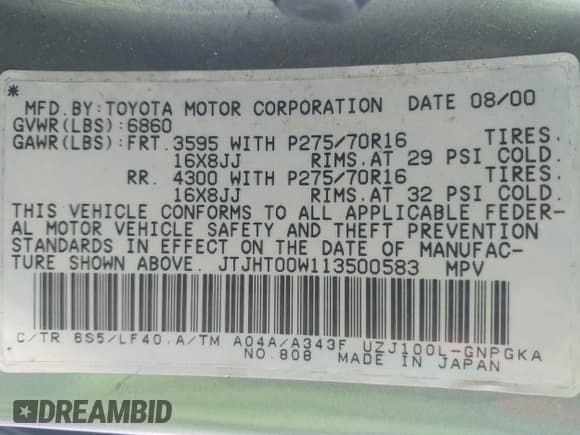 *
MFD.BY:TOYOTA MOTOR CORPORATION DATE 08/00
GVWR(LBS):6860
GAWR(LBS):FRT. 3595 WITH P275/70R16 TIRES.
16X8JJ RIMS.AT 29 PSI COLD.
RR. 4300 WITH P275/70R16 TIRES.
16X8JJ RIMS.AT 32 PSI COLD.
THIS VEHICLE CONFORMS TO ALL APPLICABLE FEDER-
AL MOTOR VEHICLE SAFETY AND THEFT PREVENTION
STANDARDS IN EFFECT ON THE DATE OF MANUFAC-
TURE SHOWN ABOVE. JTJHT00W113500583 MPV
C/TR 6S5/LF40.A/TM A04A/A343F UZJ100L-GNPGKA
NO.808 MADE IN JAPAN
DREAMBID